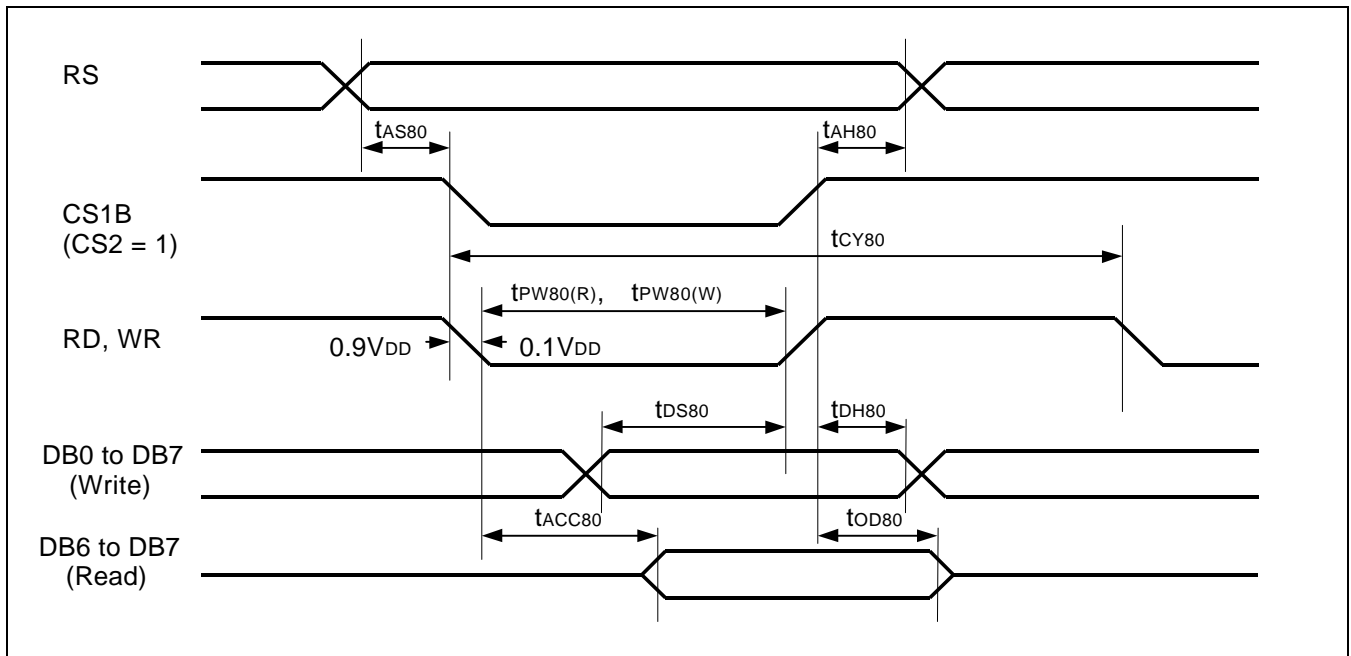 RS
tAS80 tAH80
CS1B
(CS2 = 1)
tCY80
tPW80(R), tPW80(W)
RD, WR
0.9VDD 0.1VDD
tDS80 tDH80
DB0 to DB7
(Write)
tACC80 tOD80
DB6 to DB7
(Read)